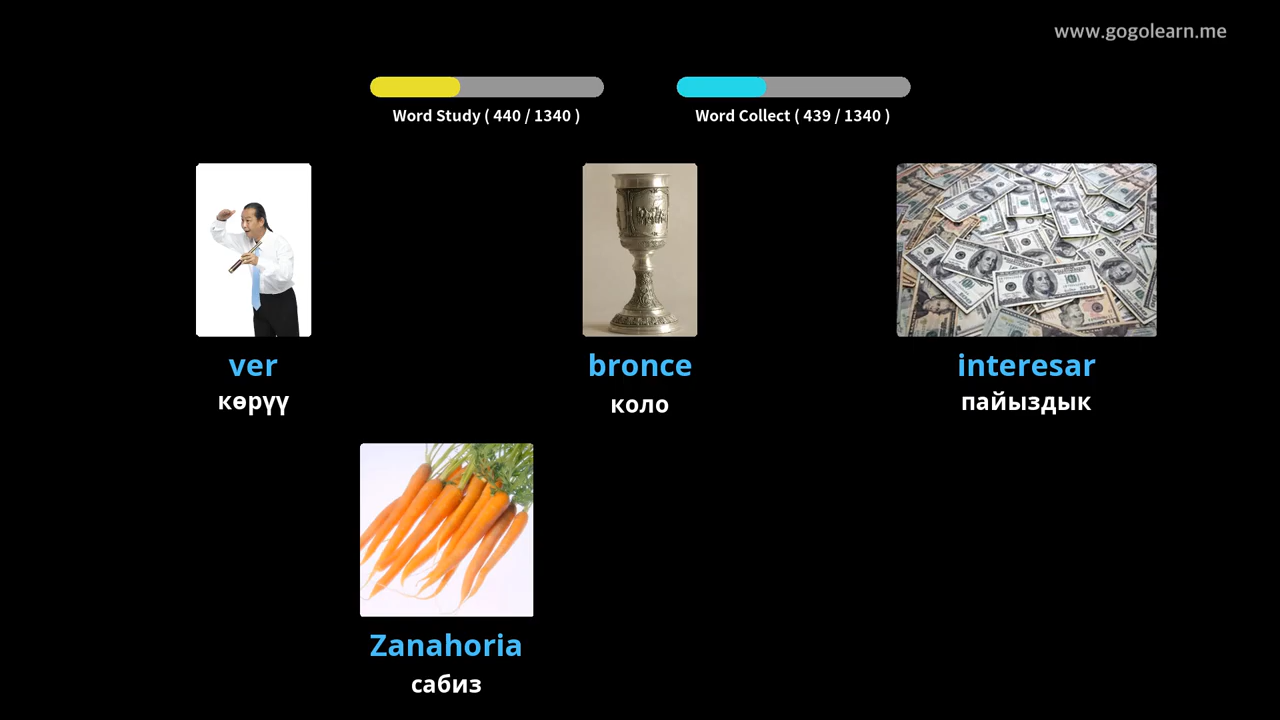 www.gogolearn.me
Word Study ( 440 / 1340 )
Word Collect ( 439 / 1340 )
ver
көрүү
bronce
коло
interesar
пайыздык
Zanahoria
сабиз